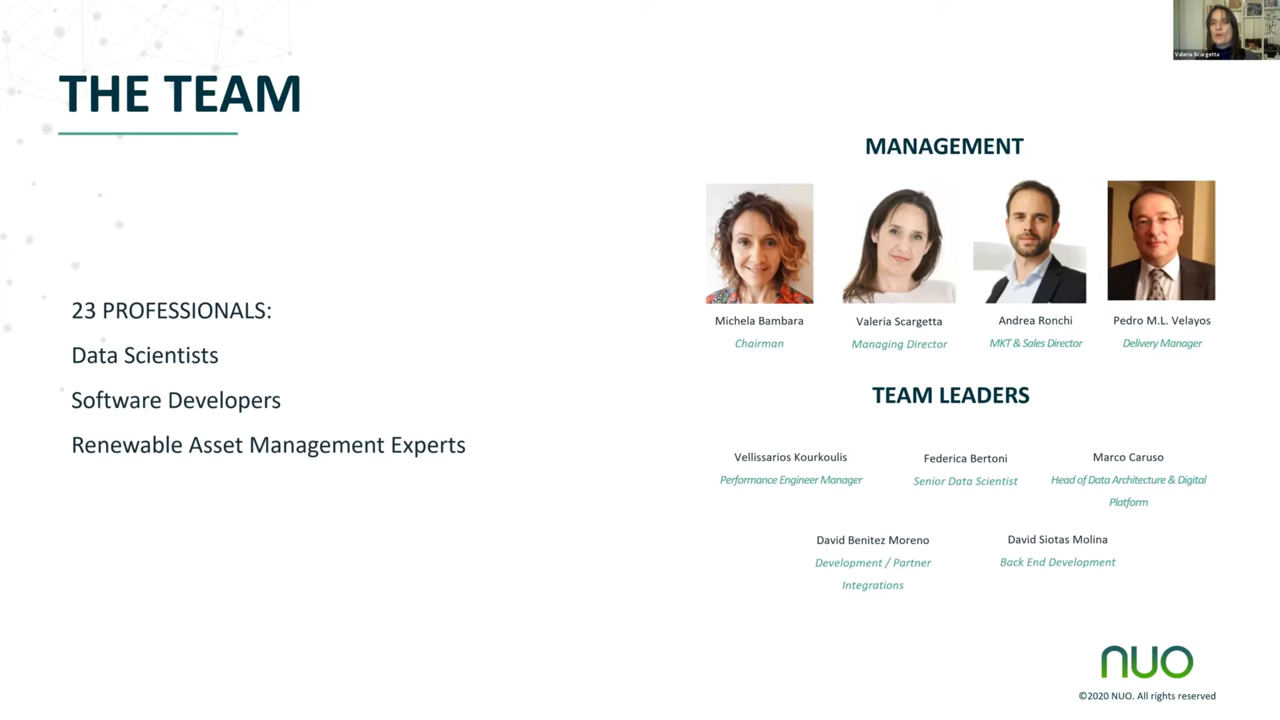 Valeria Scargetta
THE TEAM
23 PROFESSIONALS:
Data Scientists
Software Developers
Renewable Asset Management Experts
MANAGEMENT
Michela Bambara
Chairman
Valeria Scargetta
Managing Director
Andrea Ronchi
MKT & Sales Director
Pedro M.L. Velayos
Delivery Manager
TEAM LEADERS
Vellissarios Kourkoulis
Performance Engineer Manager
Federica Bertoni
Senior Data Scientist
Marco Caruso
Head of Data Architecture & Digital
Platform
David Benitez Moreno
Development / Partner
Integrations
David Siotas Molina
Back End Development
nuo
©2020 NUO. All rights reserved